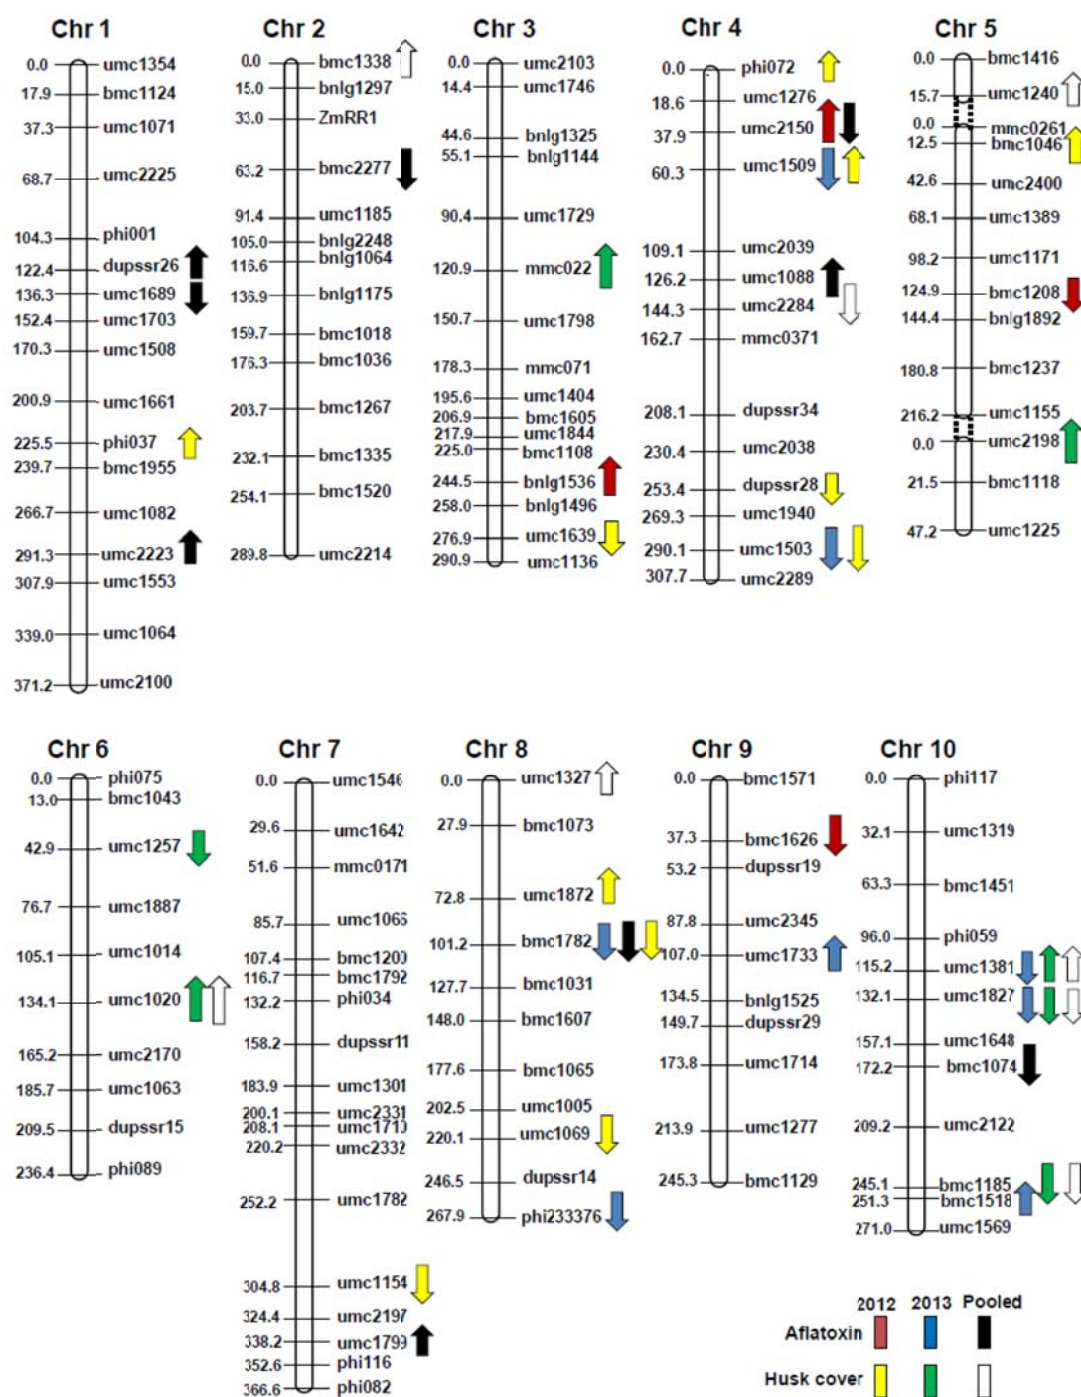 Chr 1
0.0 umc1354
17.9 bmc1124
37.3 umc1071
68.7 umc2225
104.3 phi001
122.4 dupssr26
136.3 umc1689
152.4 umc1703
170.3 umc1508
200.9 umc1661
225.5 phi037
239.7 bmc1955
266.7 umc1082
291.3 umc2223
307.9 umc1553
339.0 umc1064
371.2 umc2100
Chr 2
0.0 bmc1338
15.0 bnlg1297
33.0 ZmRR1
63.2 bmc2277
91.4 umc1185
105.0 bnlg2248
116.6 bnlg1064
136.9 bnlg1175
159.7 bmc1018
176.3 bmc1036
203.7 bmc1267
232.1 bmc1335
254.1 bmc1520
289.8 umc2214
Chr 3
0.0 umc2103
14.4 umc1746
44.6 bnlg1325
55.1 bnlg1144
90.4 umc1729
120.9 mmc022
150.7 umc1798
178.3 mmc071
195.6 umc1404
206.9 bmc1605
217.9 umc1844
225.0 bmc1108
244.5 bnlg1536
258.0 bnlg1496
276.9 umc1639
290.9 umc1136
Chr 4
0.0 phi072
18.6 umc1276
37.9 umc2150
60.3 umc1509
109.1 umc2039
126.2 umc1088
144.3 umc2284
162.7 mmc0371
208.1 dupssr34
230.4 umc2038
253.4 dupssr28
269.3 umc1940
290.1 umc1503
307.7 umc2289
Chr 5
0.0 bmc1416
15.7 umc1240
0.0 mmc0261
12.5 bmc1046
42.6 umc2400
68.1 umc1389
98.2 umc1171
124.9 bmc1208
144.4 bnlg1892
180.8 bmc1237
216.2 umc1155
0.0 umc2198
21.5 bmc1118
47.2 umc1225
Chr 6
0.0 phi075
13.0 bmc1043
42.9 umc1257
76.7 umc1887
105.1 umc1014
134.1 umc1020
165.2 umc2170
185.7 umc1063
209.5 dupssr15
236.4 phi089
Chr 7
0.0 umc1546
29.6 umc1642
51.6 mmc0171
85.7 umc1066
107.4 bmc1200
116.7 bmc1792
132.2 phi034
158.2 dupssr11
183.9 umc1301
200.1 umc2331
208.1 umc1710
220.2 umc2332
252.2 umc1782
304.8 umc1154
324.4 umc2197
338.2 umc1799
352.6 phi116
366.6 phi082
Chr 8
0.0 umc1327
27.9 bmc1073
72.8 umc1872
101.2 bmc1782
127.7 bmc1031
148.0 bmc1607
177.6 bmc1065
202.5 umc1005
220.1 umc1069
246.5 dupssr14
267.9 phi233376
Chr 9
0.0 bmc1571
37.3 bmc1626
53.2 dupssr19
87.8 umc2345
107.0 umc1733
134.5 bnlg1525
149.7 dupssr29
173.8 umc1714
213.9 umc1277
245.3 bmc1129
Chr 10
0.0 phi117
32.1 umc1319
63.3 bmc1451
96.0 phi059
115.2 umc1381
132.1 umc1827
157.1 umc1648
172.2 bmc1074
209.2 umc2122
245.1 bmc1185
251.3 bmc1518
271.0 umc1569
2012 2013 Pooled
Aflatoxin
Husk cover